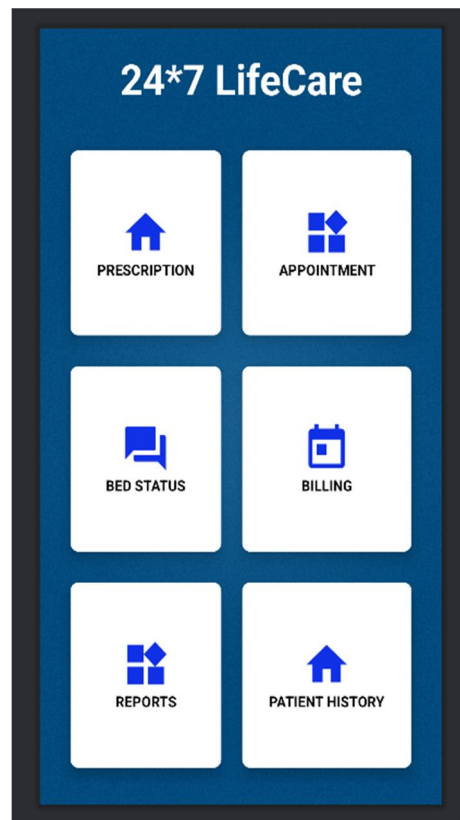 24*7 LifeCare
PRESCRIPTION
APPOINTMENT
BED STATUS
BILLING
REPORTS
PATIENT HISTORY